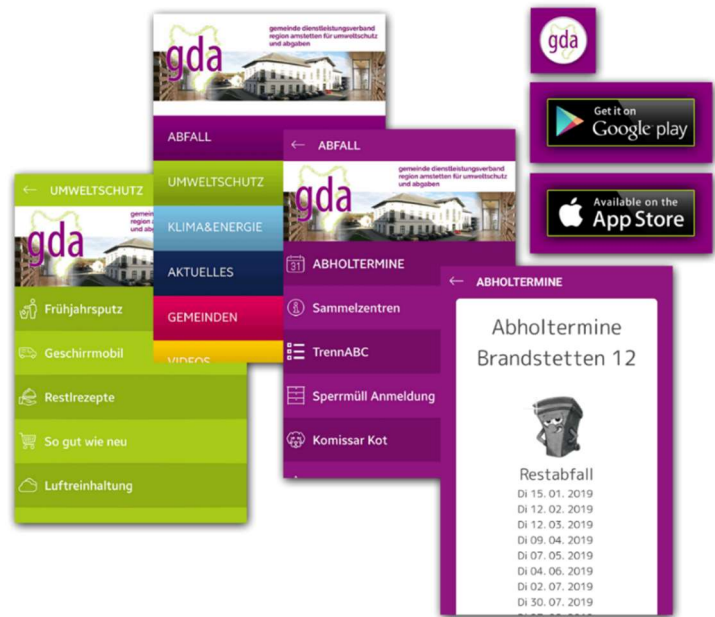 gda
gemeinde dienstleistungsverband
region amstetten für umweltschutz
und abgaben
ABFALL
UMWELTSCHUTZ
KLIMA&ENERGIE
AKTUELLES
GEMEINDEN
VIDEOS
← UMWELTSCHUTZ
gda
Frühjahrsputz
Geschirrmobil
Restlrezepte
So gut wie neu
Luftreinhaltung
← ABFALL
gda
gemeinde dienstleistungsverband
region amstetten für umweltschutz
und abgaben
31 ABHOLTERMINE
Sammelzentren
TrennABC
Sperrmüll Anmeldung
Komissar Kot
gda
Get it on
Google play
Available on the
App Store
← ABHOLTERMINE
Abholtermine
Brandstetten 12
Restabfall
Di 15. 01. 2019
Di 12. 02. 2019
Di 12. 03. 2019
Di 09. 04. 2019
Di 07. 05. 2019
Di 04. 06. 2019
Di 02. 07. 2019
Di 30. 07. 2019